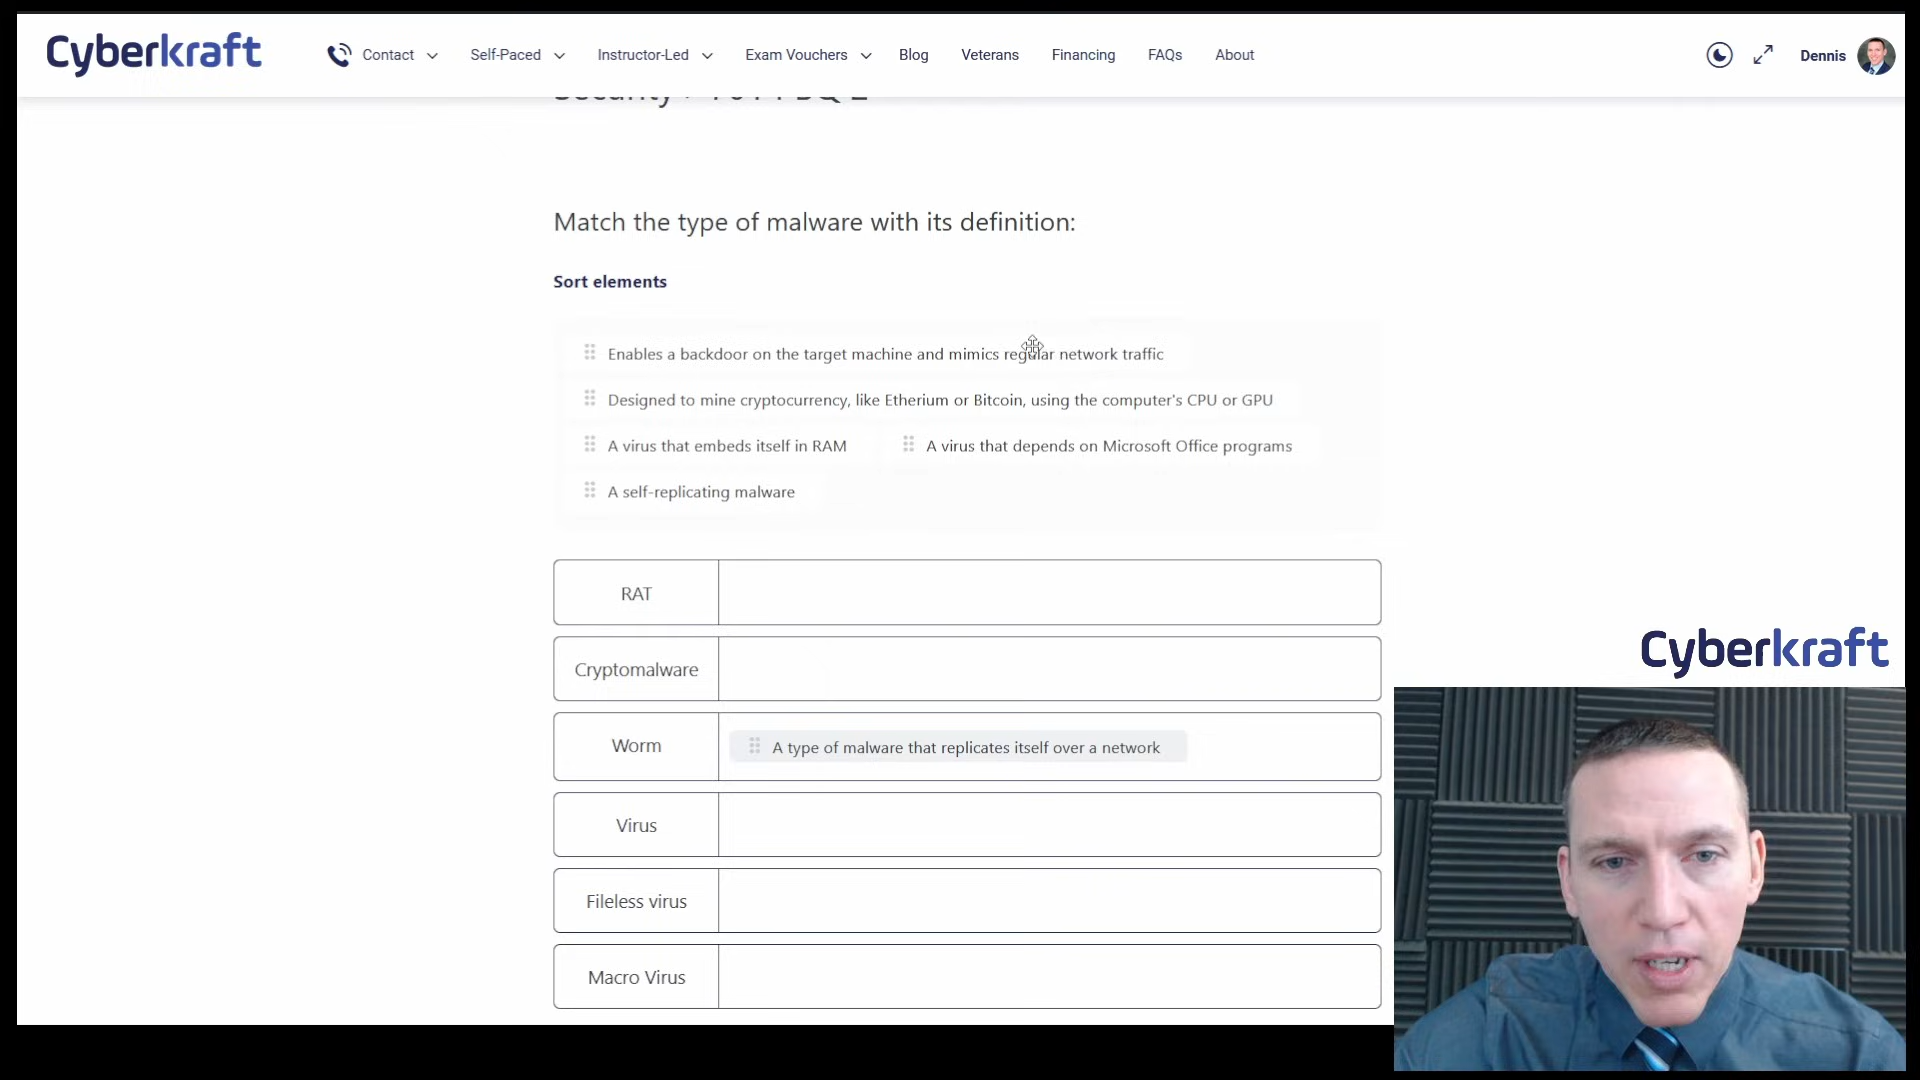 Cyberkraft
Contact
Self-Paced
Instructor-Led
Exam Vouchers
Blog
Veterans
Financing
FAQs
About
Dennis
Match the type of malware with its definition:
Sort elements
Enables a backdoor on the target machine and mimics regular network traffic
Designed to mine cryptocurrency, like Etherium or Bitcoin, using the computer's CPU or GPU
A virus that embeds itself in RAM
A virus that depends on Microsoft Office programs
A self-replicating malware
RAT
Cryptomalware
Worm
A type of malware that replicates itself over a network
Virus
Fileless virus
Macro Virus
Cyberkraft